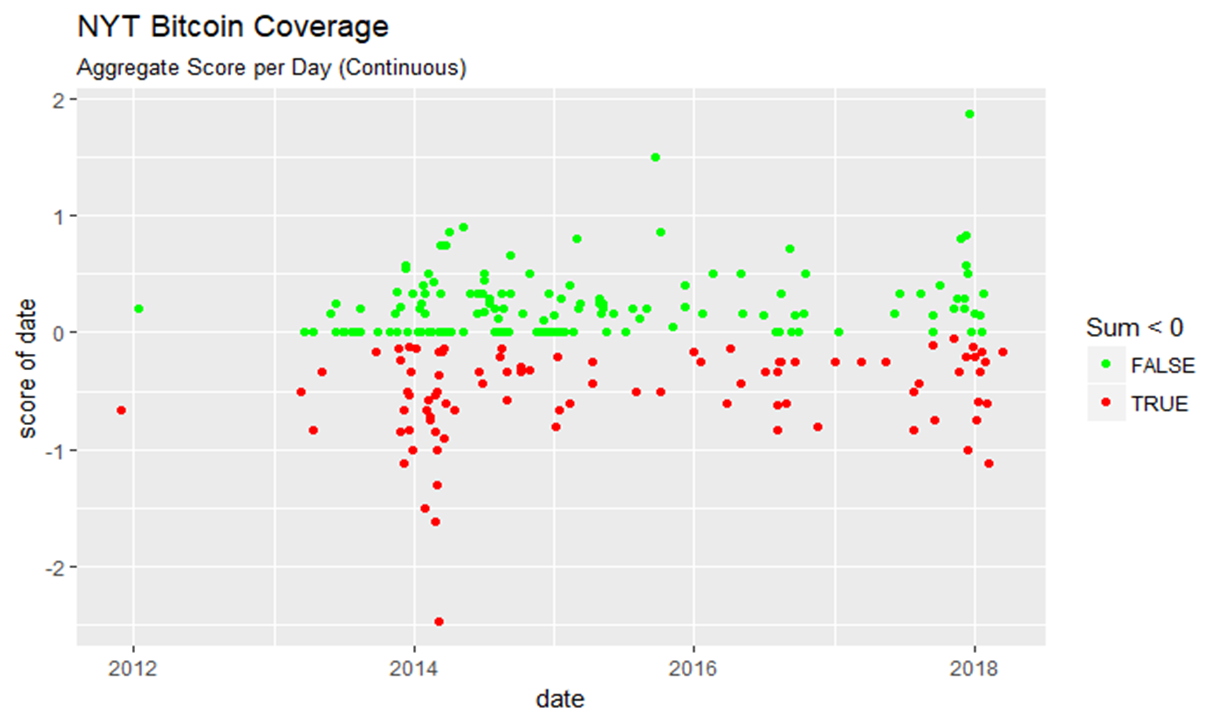 NYT Bitcoin Coverage
Aggregate Score per Day (Continuous)
2
1
0
-1
-2
score of date
2012
2014
2016
2018
date
Sum < 0
FALSE
TRUE